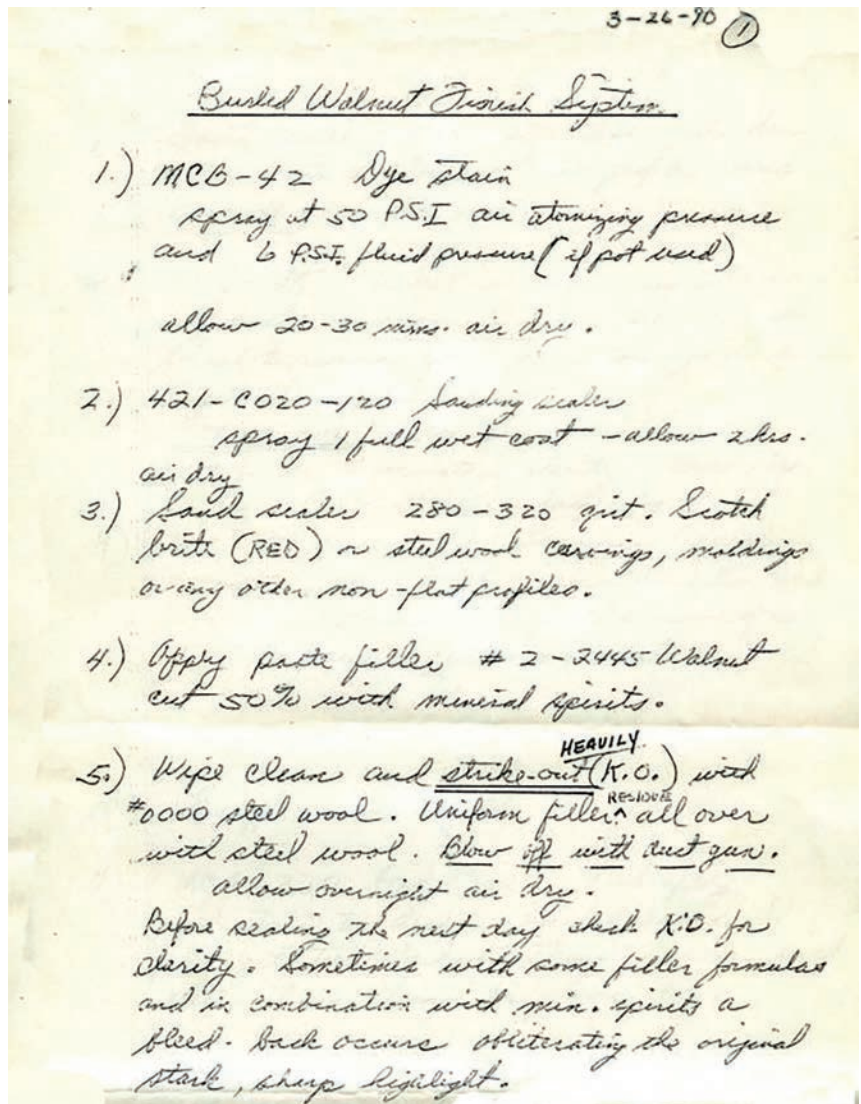 3-26-90 1
Burled Walnut Finish System
1.) MCB-42 Dye stain
spray at 50 P.S.I air atomizing pressure
and 6 P.S.I. fluid pressure (if pot used)
allow 20-30 mins. air dry.
2.) 421-C020-120 Sanding sealer
spray 1 full wet coat - allow 2 hrs.
air dry
3.) Sand sealer 280-320 grit. Scotch
brite (RED) or steel wool carvings, moldings
or any other non-flat profiles.
4.) Apply paste filler # 2-2445 Walnut
cut 50% with mineral spirits.
HEAVILY
5.) Wipe clean and strike-out (K.O.) with
RESIDUE
#0000 steel wool. Uniform filler ^ all over
with steel wool. Blow off with dust gun.
allow overnight air dry.
Before sealing the next day check K.O. for
clarity. Sometimes with some filler formulas
and in combination with min. spirits a
bleed-back occurs obliterating the original
stark, sharp highlight.